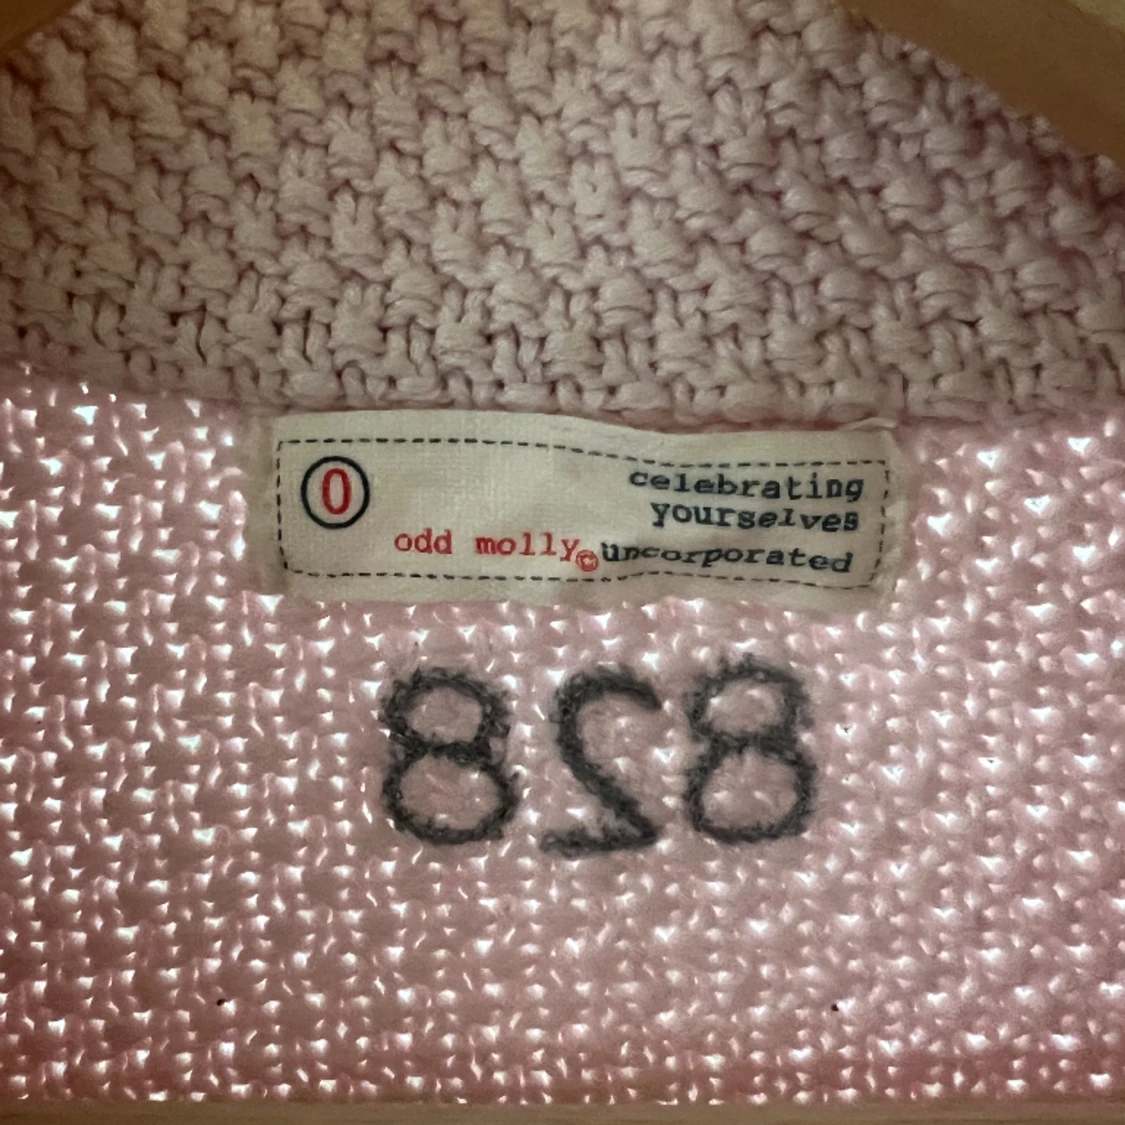 0
celebrating
yourselves
odd molly©uncorporated
828